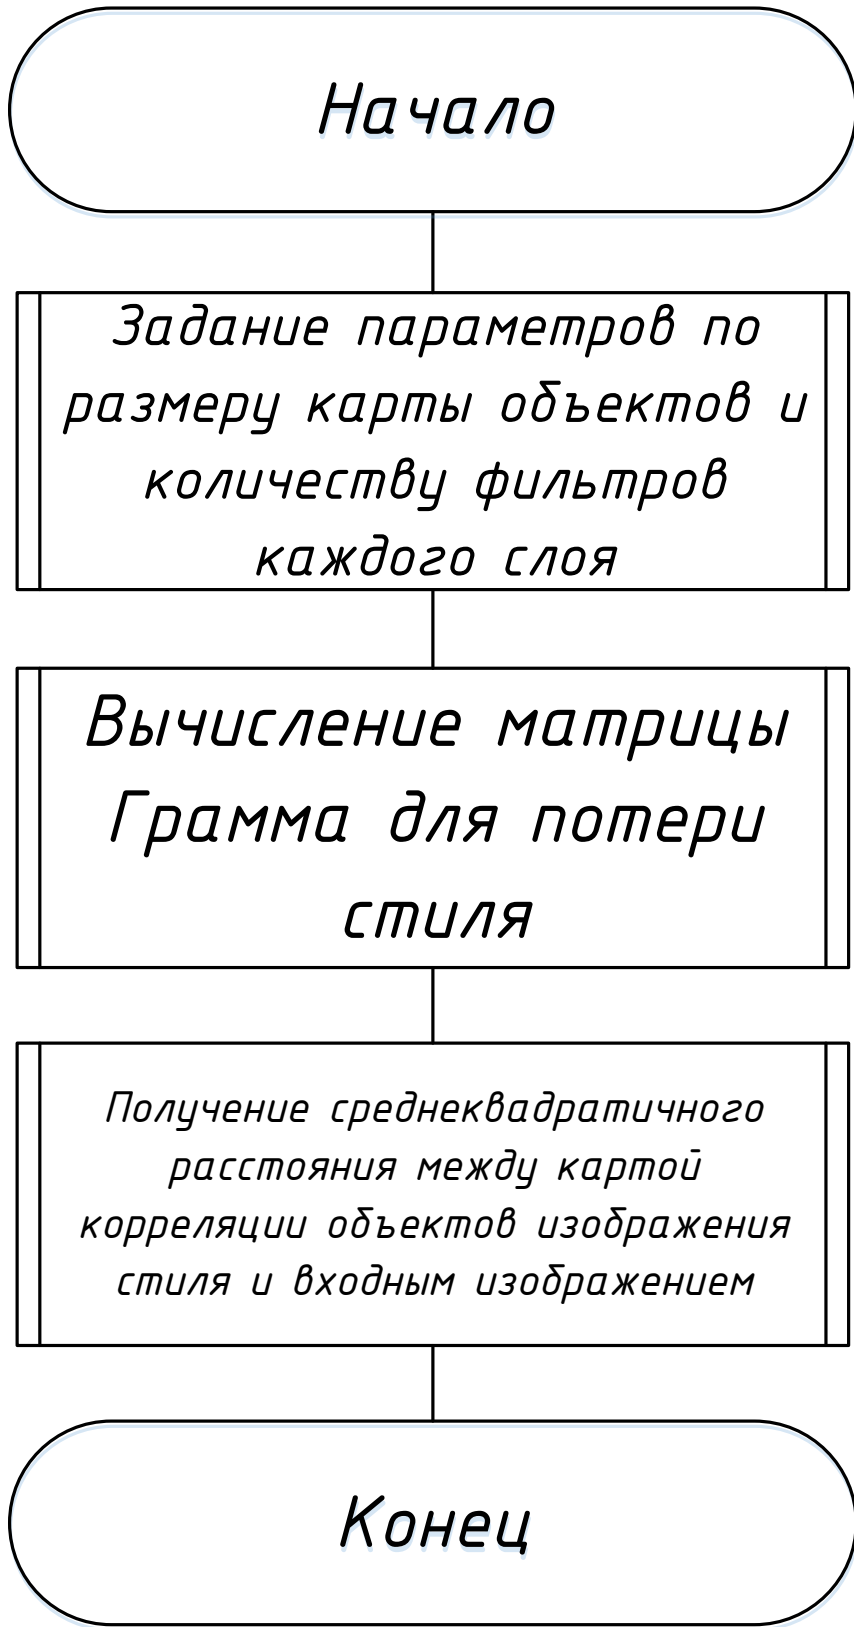 Начало
Задание параметров по
размеру карты объектов и
количеству фильтров
каждого слоя
Вычисление матрицы
Грамма для потери
стиля
Получение среднеквадратичного
расстояния между картой
корреляции объектов изображения
стиля и входным изображением
Конец